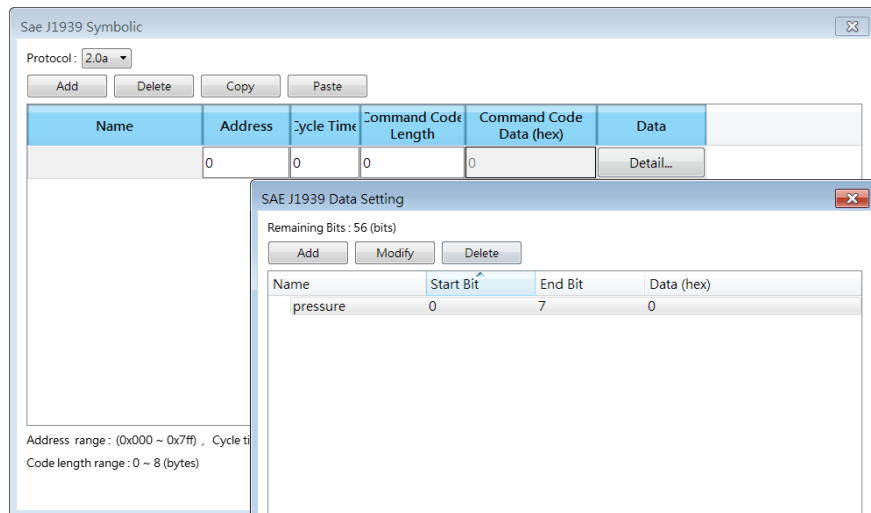 Sae J1939 Symbolic
Protocol : 2.0a
Add Delete Copy Paste
Name Address Cycle Time Command Code Length Command Code Data (hex) Data
0 0 0 0 Detail...
SAE J1939 Data Setting
Remaining Bits : 56 (bits)
Add Modify Delete
Name Start Bit End Bit Data (hex)
pressure 0 7 0
Address range : (0x000 ~ 0x7ff) , Cycle ti
Code length range : 0 ~ 8 (bytes)